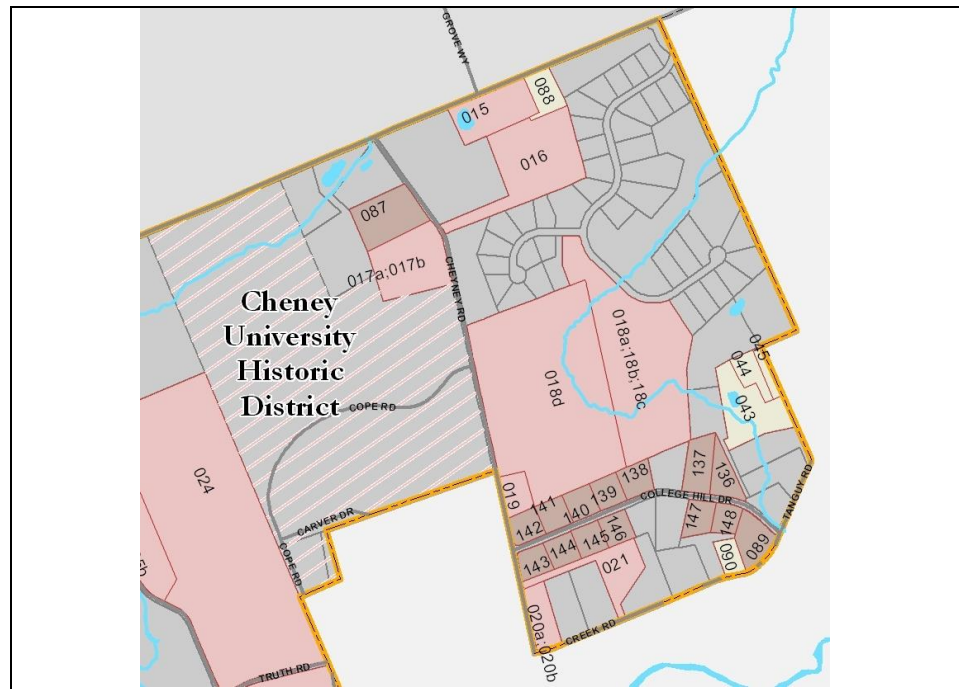 GROVE WY
088
015
016
087
017a;017b
CHEYNEY RD
Cheney
University
Historic
District
COPE RD
018a;18b;18c
018d
045
044
043
024
019
138
139
140
141
142
137
136
COLLEGE HILL DR
TANGUY RD
CARVER DR
COPE RD
147
148
089
090
143
144
145
146
021
020a;020b
CREEK RD
TRUTH RD